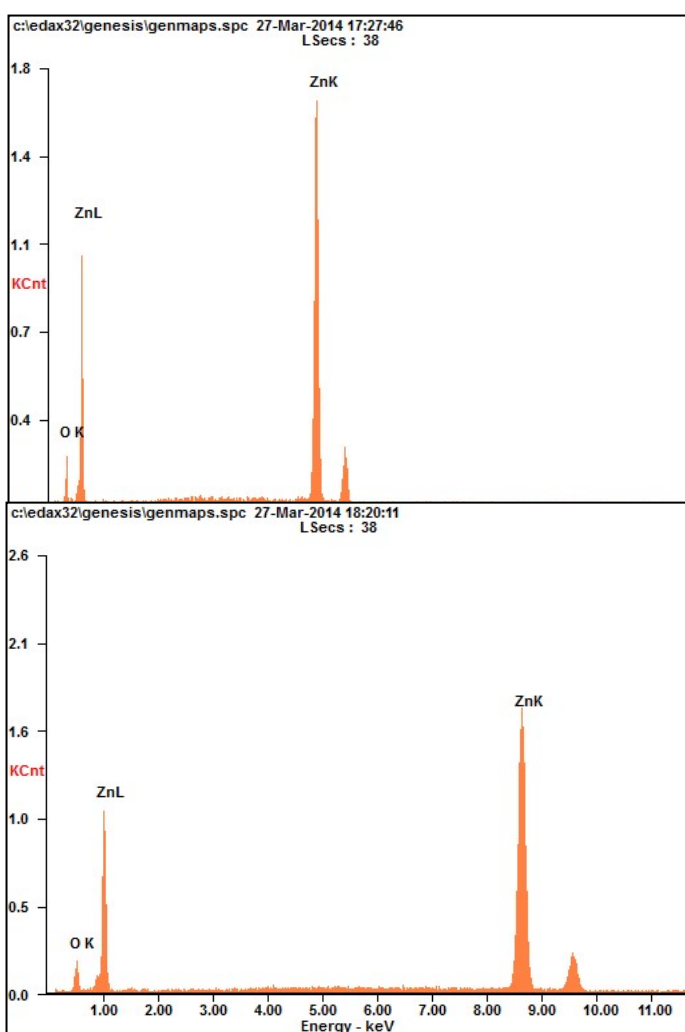 c:\edax32\genesis\genmaps.spc 27-Mar-2014 17:27:46
LSecs : 38
1.8
ZnK
1.4
ZnL
1.1
KCnt
0.7
O K
0.4
c:\edax32\genesis\genmaps.spc 27-Mar-2014 18:20:11
LSecs : 38
2.6
2.1
ZnK
1.6
KCnt
ZnL
1.0
0.5
O K
0.0
1.00 2.00 3.00 4.00 5.00 6.00 7.00 8.00 9.00 10.00 11.00
Energy - keV